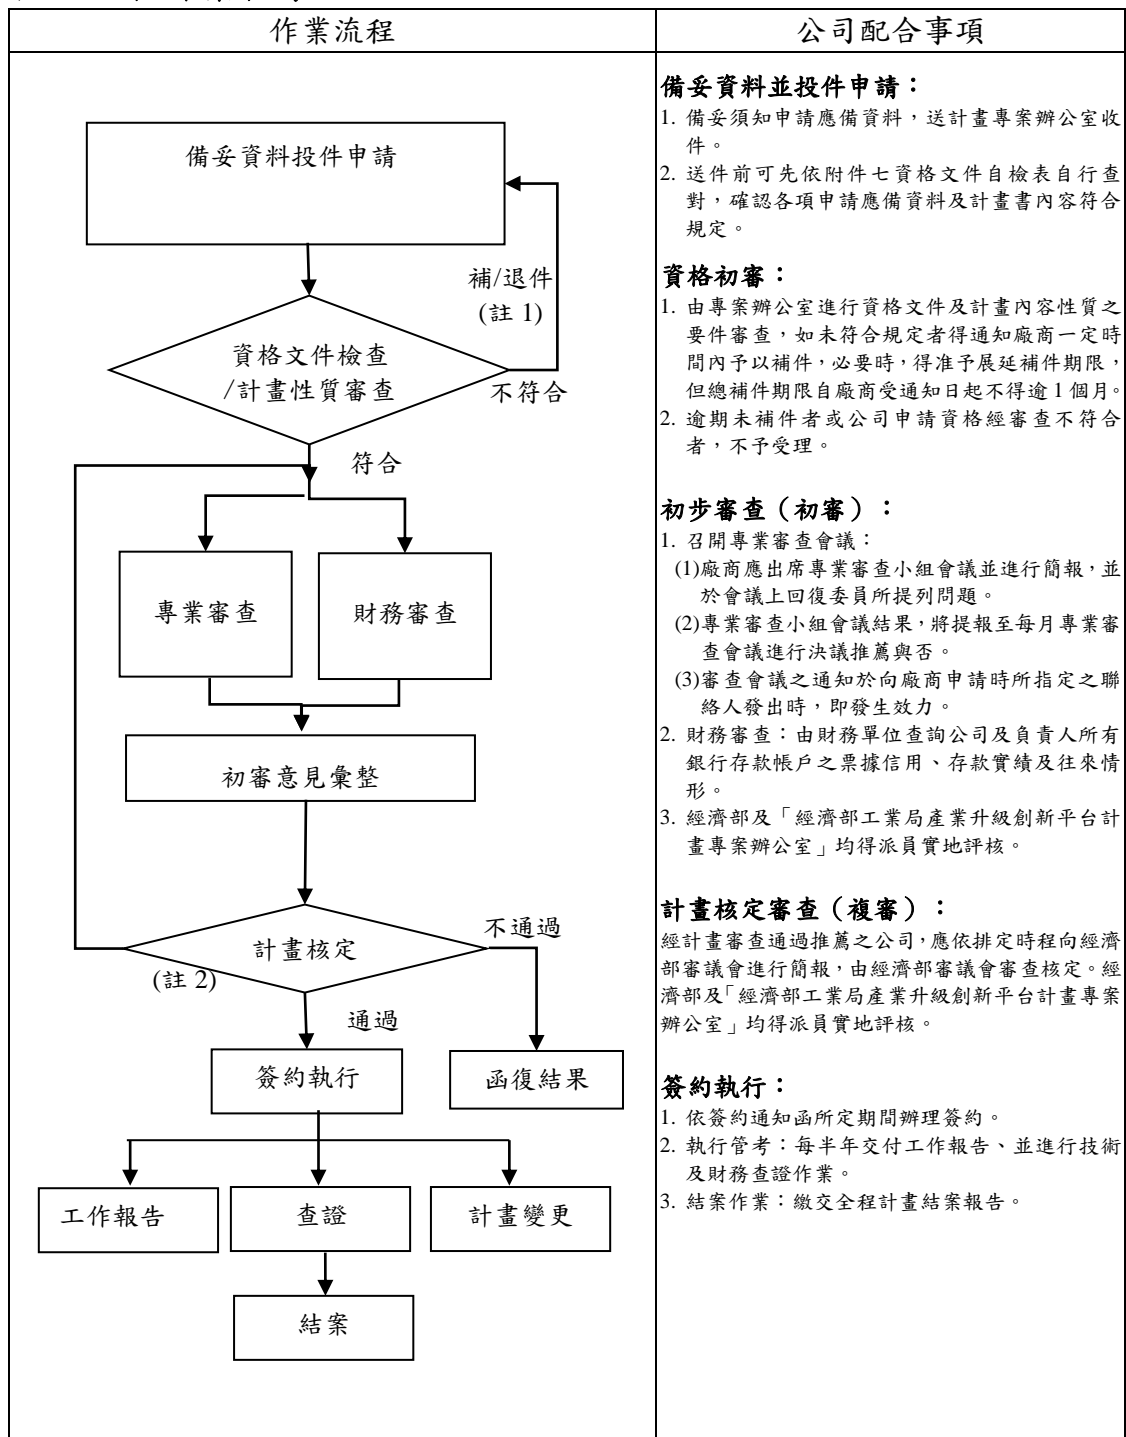 作業流程
公司配合事項
備妥資料投件申請
補/退件
(註 1)
資格文件檢查
/計畫性質審查
不符合
符合
專業審查
財務審查
初審意見彙整
計畫核定
不通過
(註 2)
通過
簽約執行
函復結果
工作報告
查證
計畫變更
結案
備妥資料並投件申請：
1. 備妥須知申請應備資料，送計畫專案辦公室收
件。
2. 送件前可先依附件七資格文件自檢表自行查
對，確認各項申請應備資料及計畫書內容符合
規定。
資格初審：
1. 由專案辦公室進行資格文件及計畫內容性質之
要件審查，如未符合規定者得通知廠商一定時
間內予以補件，必要時，得准予展延補件期限，
但總補件期限自廠商受通知日起不得逾 1 個月。
2. 逾期未補件者或公司申請資格經審查不符合
者，不予受理。
初步審查（初審）：
1. 召開專業審查會議：
(1)廠商應出席專業審查小組會議並進行簡報，並
於會議上回復委員所提列問題。
(2)專業審查小組會議結果，將提報至每月專業審
查會議進行決議推薦與否。
(3)審查會議之通知於向廠商申請時所指定之聯
絡人發出時，即發生效力。
2. 財務審查：由財務單位查詢公司及負責人所有
銀行存款帳戶之票據信用、存款實績及往來情
形。
3. 經濟部及「經濟部工業局產業升級創新平台計
畫專案辦公室」均得派員實地評核。
計畫核定審查（複審）：
經計畫審查通過推薦之公司，應依排定時程向經濟
部審議會進行簡報，由經濟部審議會審查核定。經
濟部及「經濟部工業局產業升級創新平台計畫專案
辦公室」均得派員實地評核。
簽約執行：
1. 依簽約通知函所定期間辦理簽約。
2. 執行管考：每半年交付工作報告、並進行技術
及財務查證作業。
3. 結案作業：繳交全程計畫結案報告。